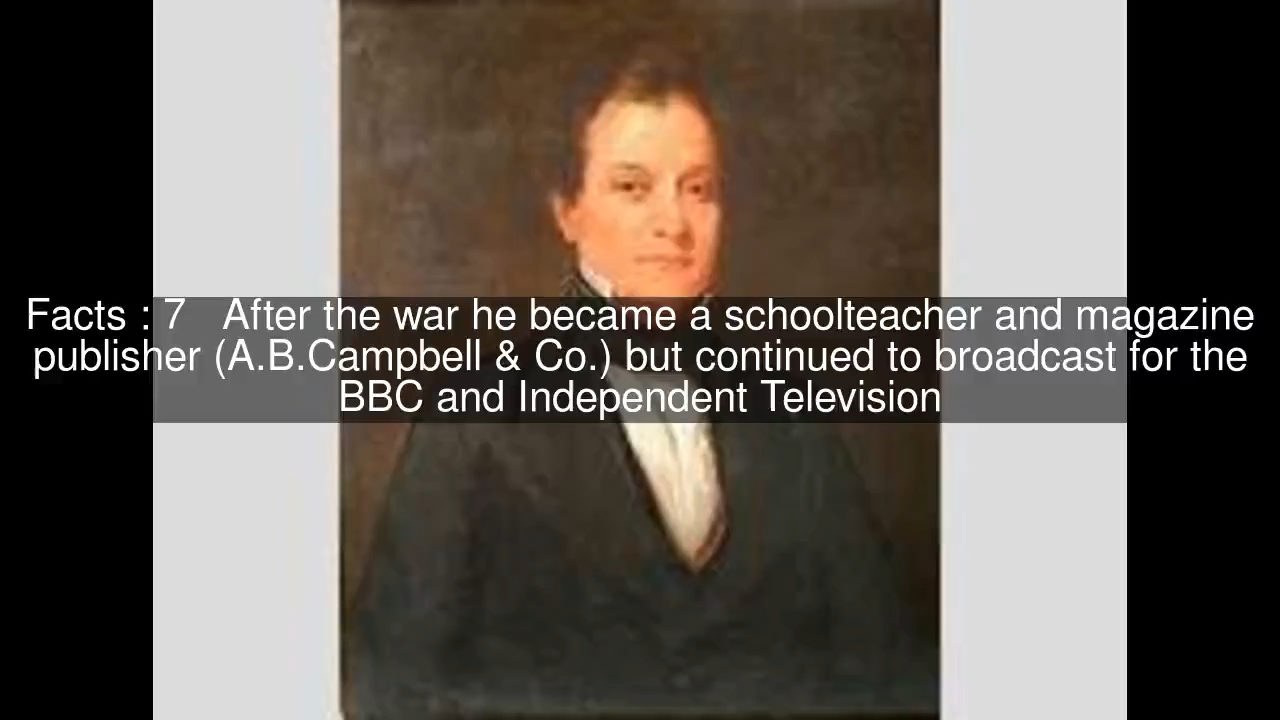 Facts : 7 After the war he became a schoolteacher and magazine
publisher (A.B.Campbell & Co.) but continued to broadcast for the
BBC and Independent Television